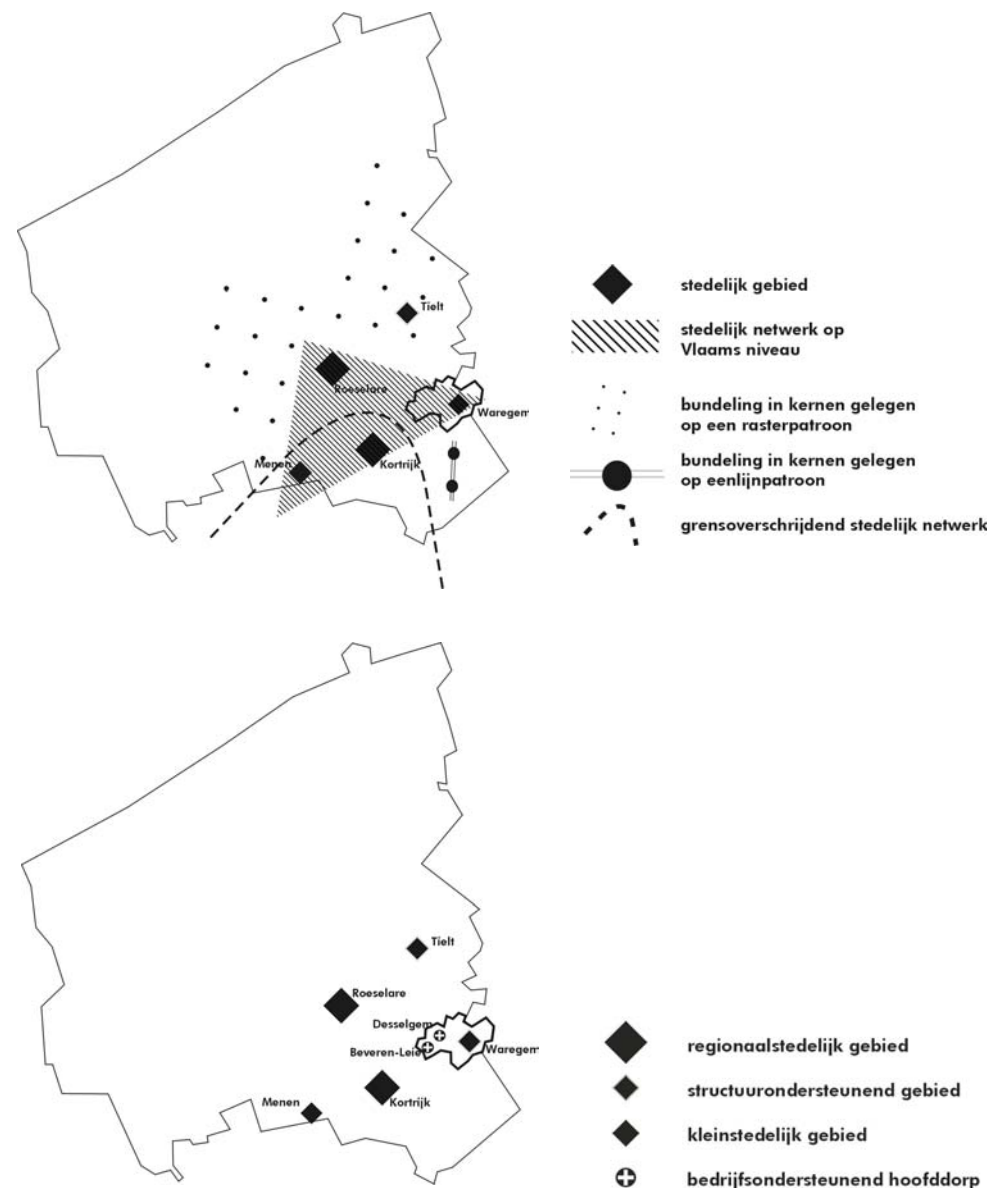 Tielt
Roeselare
Waregem
Menen
Kortrijk
stedelijk gebied
stedelijk netwerk op
Vlaams niveau
bundeling in kernen gelegen
op een rasterpatroon
bundeling in kernen gelegen
op eenlijnpatroon
grensoverschrijdend stedelijk netwerk
Tielt
Roeselare
Desselgem
Beveren-Leie
Waregem
Menen
Kortrijk
regionaalstedelijk gebied
structuurondersteunend gebied
kleinstedelijk gebied
bedrijfsondersteunend hoofddorp